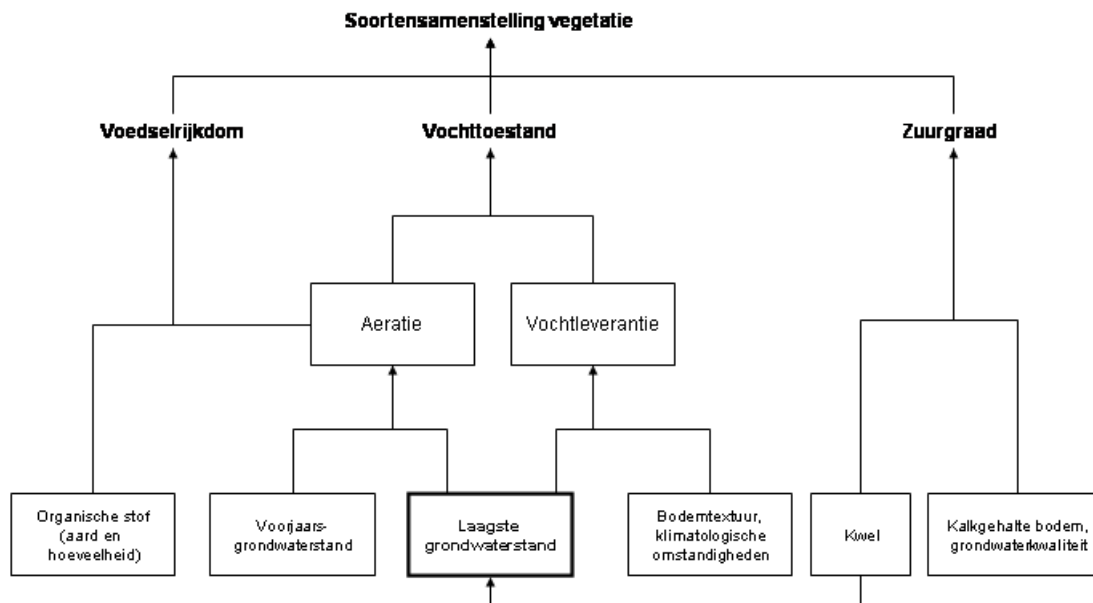 Soortensamenstelling vegetatie
Voedselrijkdom
Vochttoestand
Zuurgraad
Aeratie
Vochtleverantie
Organische stof
(aard en
hoeveelheid)
Voorjaars-
grondwaterstand
Laagste
grondwaterstand
Bodemtextuur,
klimatologische
omstandigheden
Kwel
Kalkgehalte bodem,
grondwaterkwaliteit